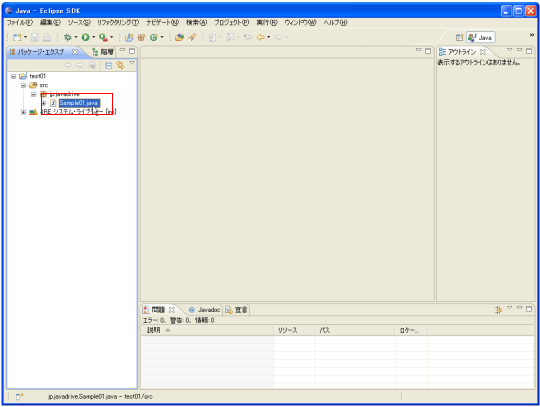 Java - Eclipse SDK
ファイル(F) 編集(E) ソース(S) リファクタリング(T) ナビゲート(N) 検索(A) プロジェクト(P) 実行(R) ウィンドウ(W) ヘルプ(H)
Java
パッケージ・エクスプ 階層
アウトライン
表示するアウトラインはありません。
test01
src
jp.javadrive
Sample01.java
JRE システム・ライブラリー
問題 Javadoc 宣言
エラー: 0、警告: 0、情報: 0
説明 リソース パス ロケー...
jp.javadrive.Sample01.java - test01/src